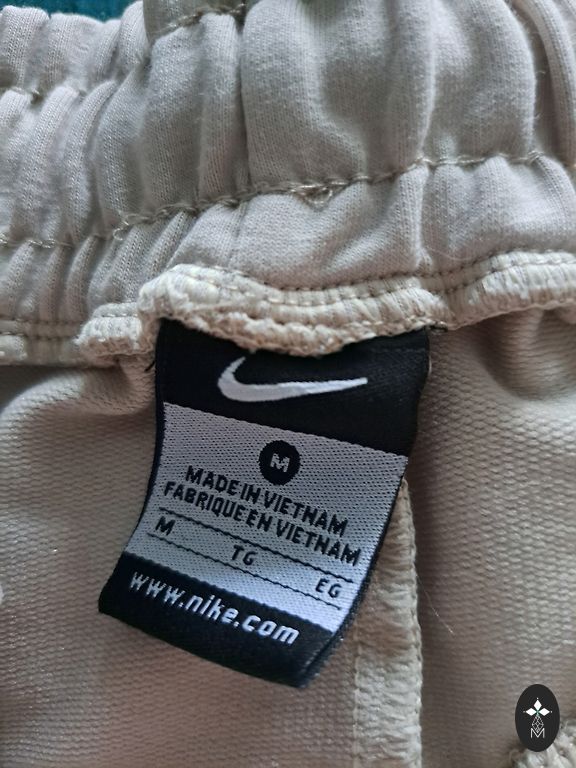 M
MADE IN VIETNAM
FABRIQUE EN VIETNAM
M TG EG
www.nike.com
M